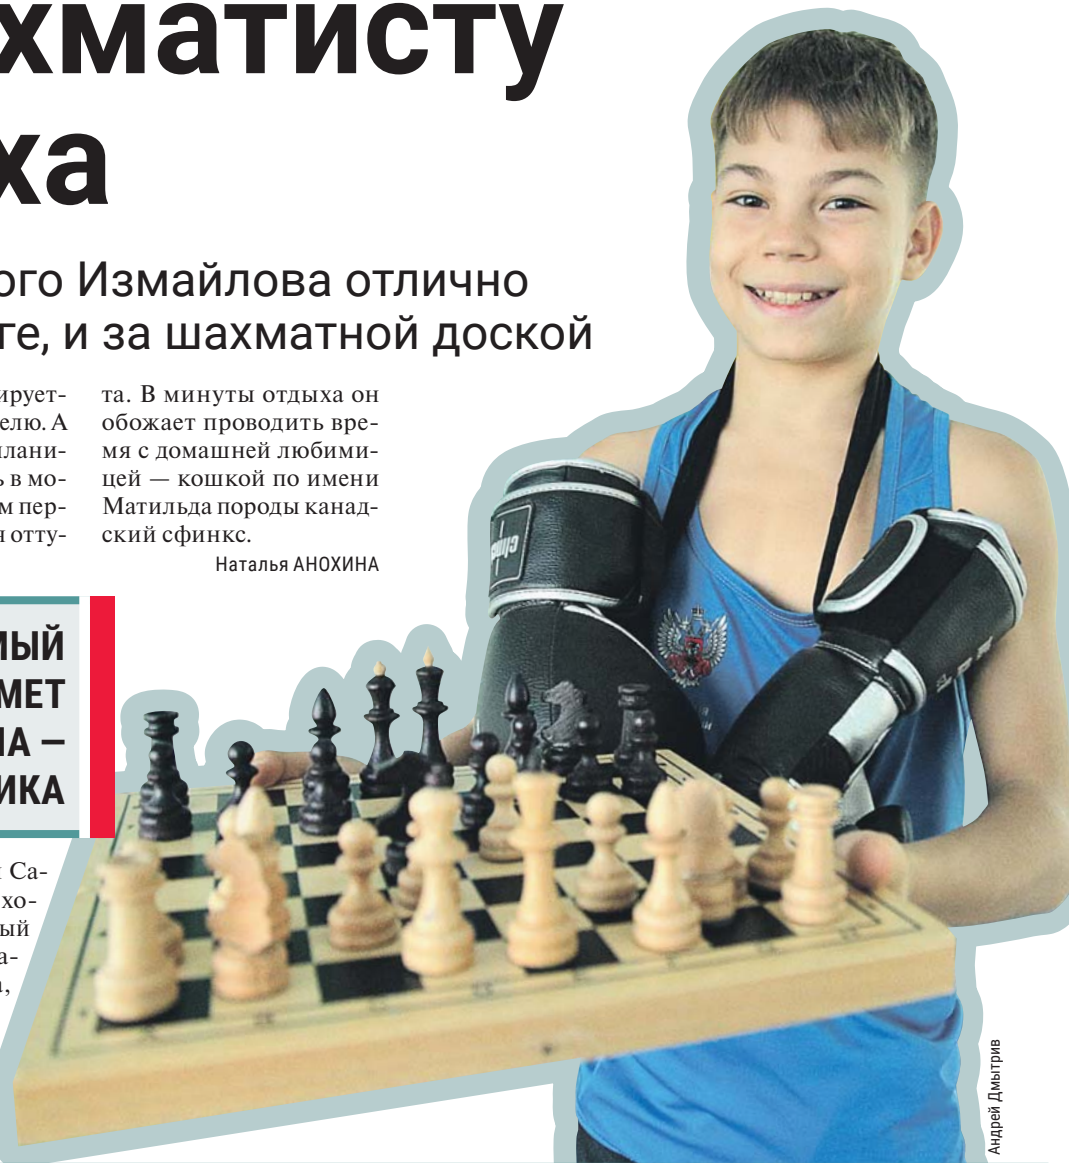 хматисту
ха
ого Измайлова отлично
ге, и за шахматной доской
ирует-
елю. А
плани-
ь в мо-
м пер-
я отту-
та. В минуты отдыха он
обожает проводить вре-
мя с домашней любими-
цей — кошкой по имени
Матильда породы канад-
ский сфинкс.
Наталья АНОХИНА
МЫЙ
МЕТ
НА —
ИКА
и Са-
хо-
ый
а-
а,
Андрей Дмытрив